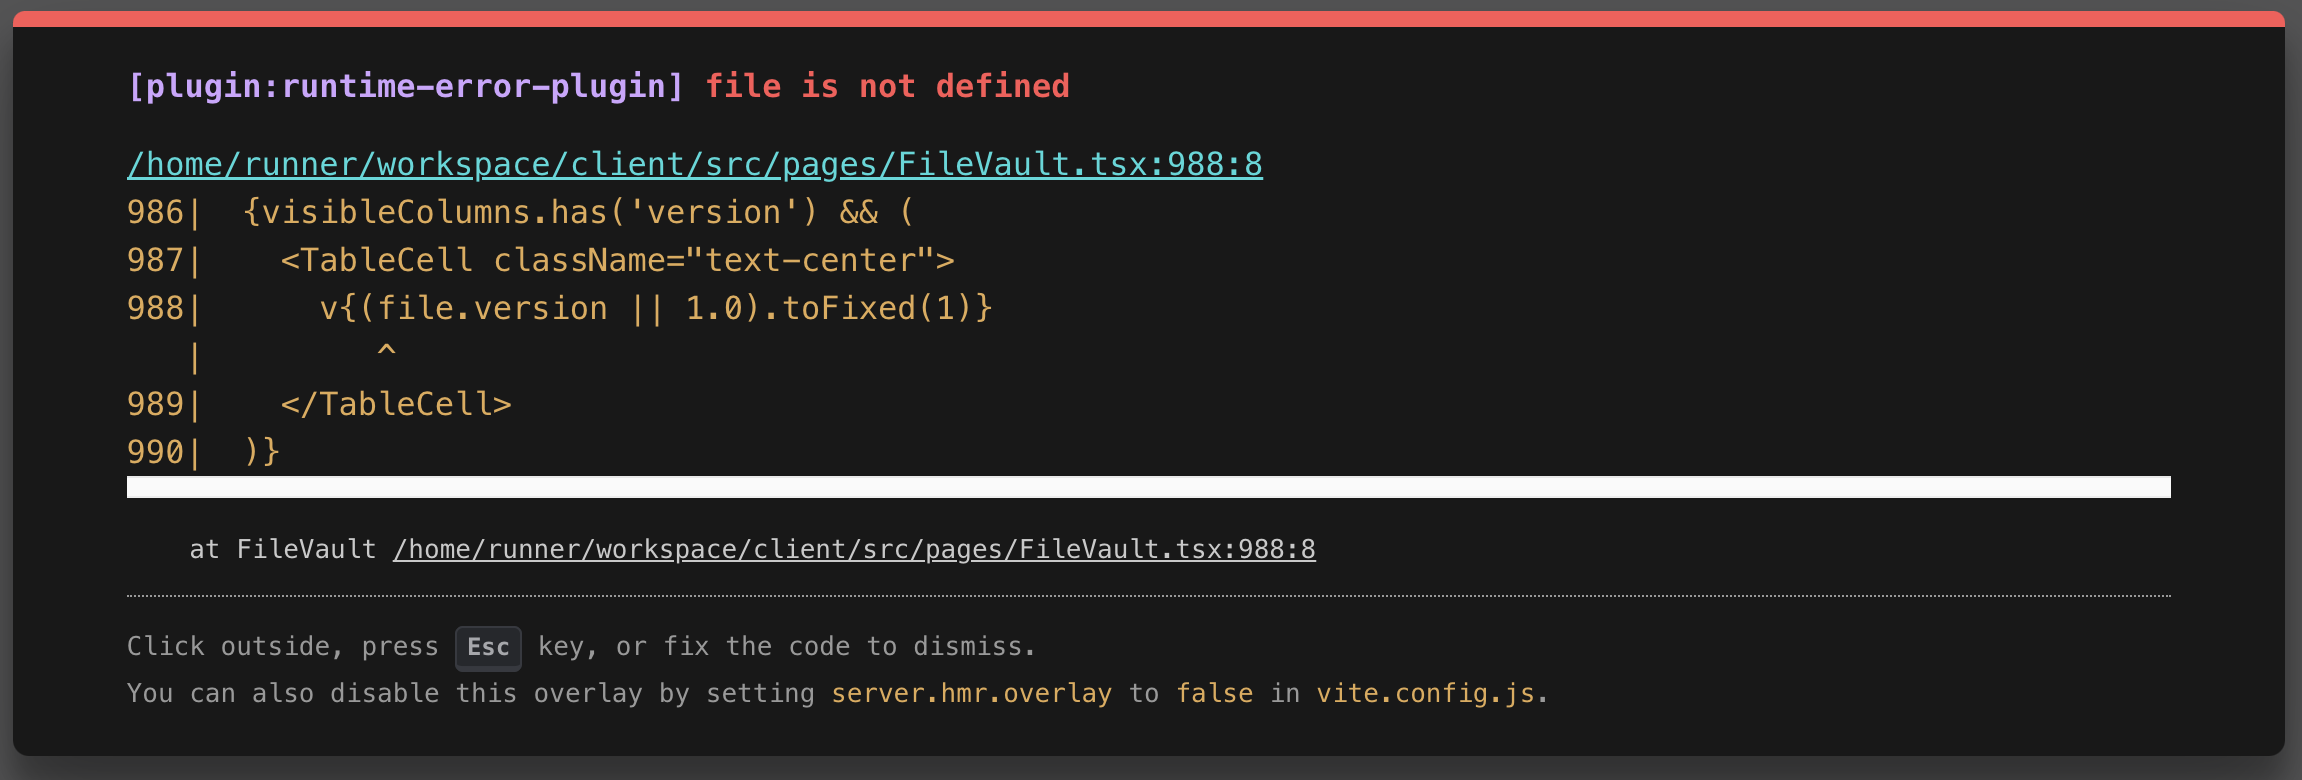 [plugin:runtime-error-plugin] file is not defined
/home/runner/workspace/client/src/pages/FileVault.tsx:988:8
986|  {visibleColumns.has('version') && (
987|    <TableCell className="text-center">
988|      v{(file.version || 1.0).toFixed(1)}
   |         ^
989|    </TableCell>
990|  )}
at FileVault /home/runner/workspace/client/src/pages/FileVault.tsx:988:8
Click outside, press Esc key, or fix the code to dismiss.
You can also disable this overlay by setting server.hmr.overlay to false in vite.config.js.